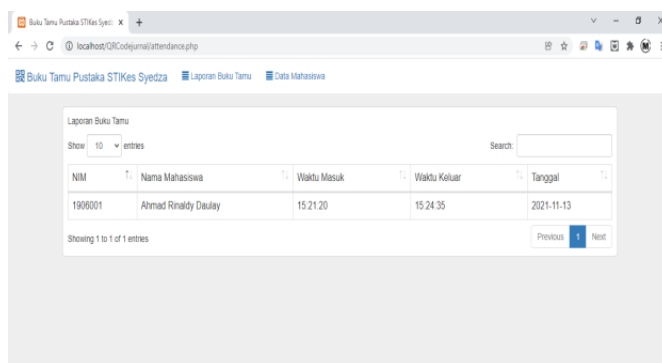 Buku Tamu Pustaka STIKes Syedz
localhost/QRCodejurnal/attendance.php
Buku Tamu Pustaka STIKes Syedza Laporan Buku Tamu Data Mahasiswa
Laporan Buku Tamu
Show 10 entries Search:
NIM Nama Mahasiswa Waktu Masuk Waktu Keluar Tanggal
1906001 Ahmad Rinaldy Daulay 15:21:20 15:24:35 2021-11-13
Showing 1 to 1 of 1 entries Previous 1 Next